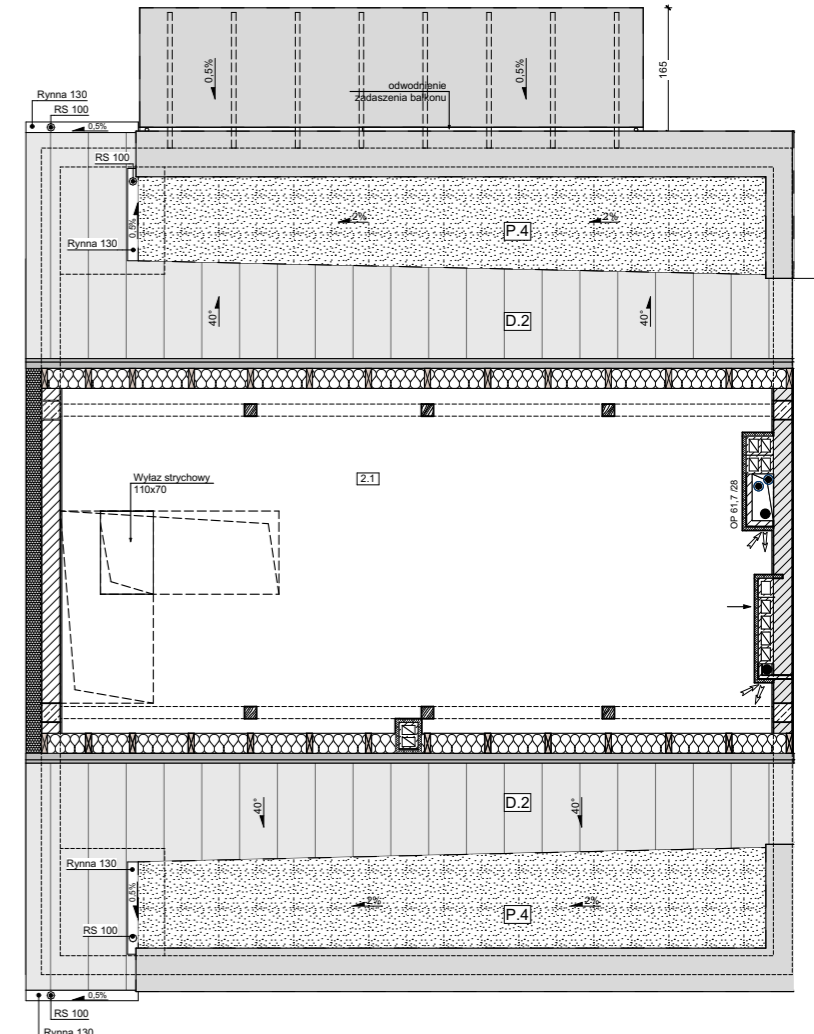 0,5%
0,5%
165
odwodnienie
zadaszenia balkonu
Rynna 130
RS 100
0,5%
RS 100
0,5%
Rynna 130
2%
2%
P.4
40°
D.2
40°
Wyłaz strychowy
110x70
2.1
OP 61,7 /28
40°
D.2
40°
Rynna 130
0,5%
RS 100
2%
P.4
2%
0,5%
RS 100
Rynna 130